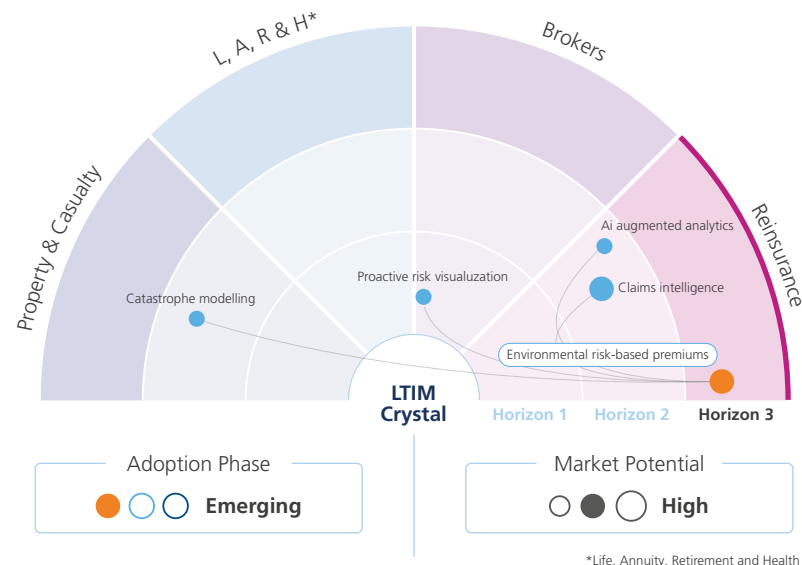 L, A, R & H*
Brokers
Property & Casualty
Reinsurance
Ai augmented analytics
Proactive risk visualuzation
Claims intelligence
Catastrophe modelling
Environmental risk-based premiums
LTIM
Crystal
Horizon 1
Horizon 2
Horizon 3
Adoption Phase
Emerging
Market Potential
High
*Life, Annuity, Retirement and Health